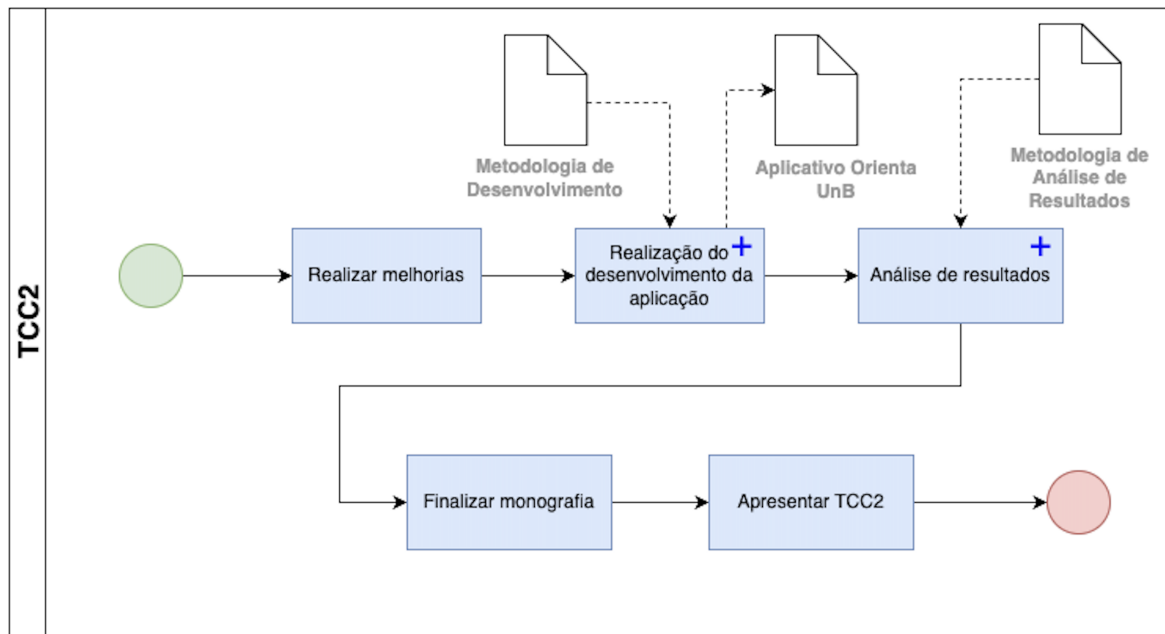 TCC2
Metodologia de
Desenvolvimento
Aplicativo Orienta
UnB
Metodologia de
Análise de
Resultados
Realizar melhorias
Realização do
desenvolvimento da
aplicação
Análise de resultados
Finalizar monografia
Apresentar TCC2